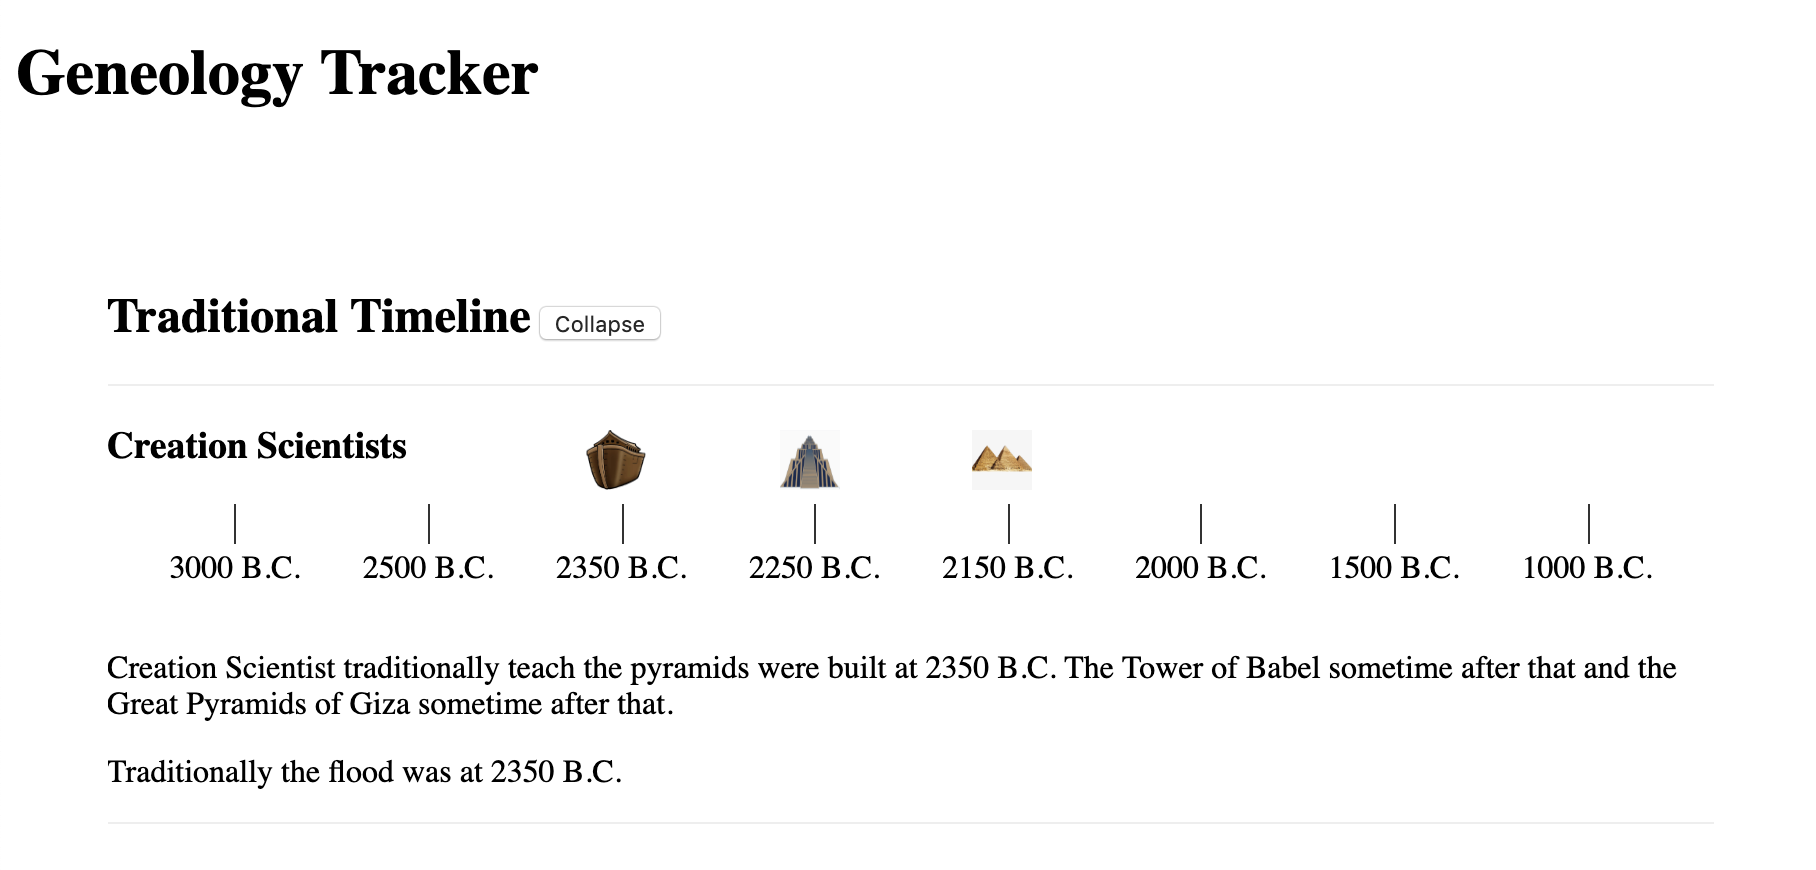 Geneology Tracker
Traditional Timeline Collapse
Creation Scientists
3000 B.C. 2500 B.C. 2350 B.C. 2250 B.C. 2150 B.C. 2000 B.C. 1500 B.C. 1000 B.C.
Creation Scientist traditionally teach the pyramids were built at 2350 B.C. The Tower of Babel sometime after that and the
Great Pyramids of Giza sometime after that.
Traditionally the flood was at 2350 B.C.